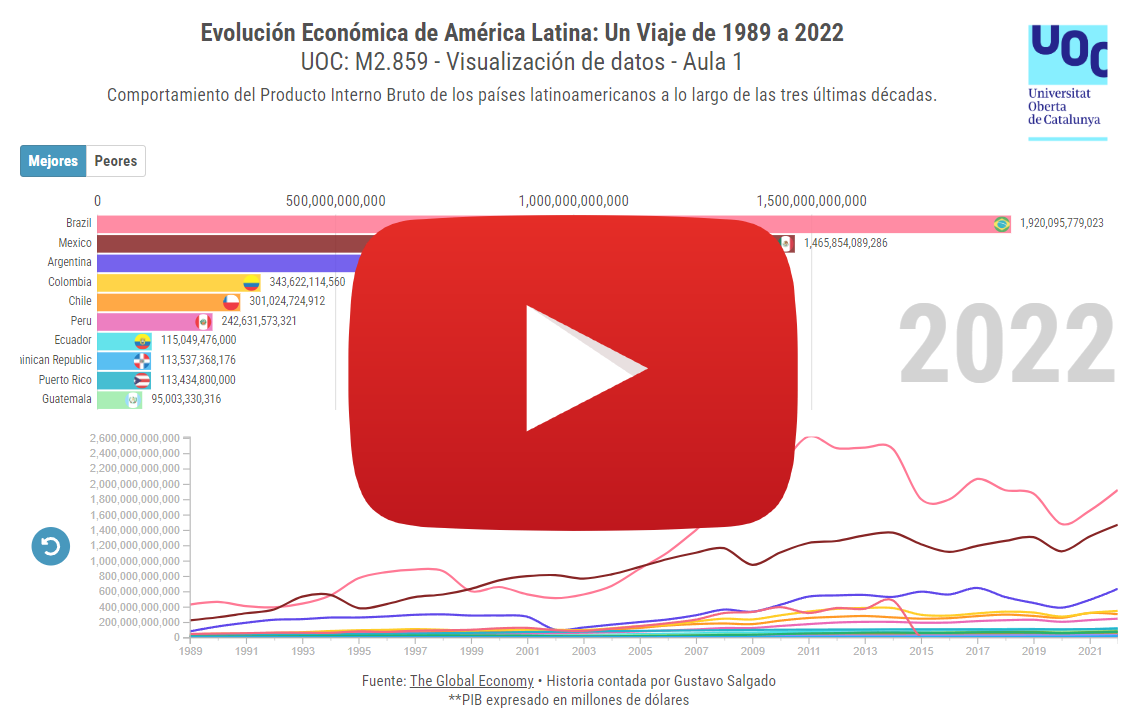 Evolución Económica de América Latina: Un Viaje de 1989 a 2022
UOC: M2.859 - Visualización de datos - Aula 1
Comportamiento del Producto Interno Bruto de los países latinoamericanos a lo largo de las tres últimas décadas.
UOC
Universitat
Oberta
de Catalunya
Mejores Peores
0 500,000,000,000 1,000,000,000,000 1,500,000,000,000
Brazil 1,920,095,779,023
Mexico 1,465,854,089,286
Argentina
Colombia 343,622,114,560
Chile 301,024,724,912
Peru 242,631,573,321
Ecuador 115,049,476,000
inican Republic 113,537,368,176
Puerto Rico 113,434,800,000
Guatemala 95,003,330,316
2022
2,600,000,000,000
2,400,000,000,000
2,200,000,000,000
2,000,000,000,000
1,800,000,000,000
1,600,000,000,000
1,400,000,000,000
1,200,000,000,000
1,000,000,000,000
800,000,000,000
600,000,000,000
400,000,000,000
200,000,000,000
0
1989 1991 1993 1995 1997 1999 2001 2003 2005 2007 2009 2011 2013 2015 2017 2019 2021
Fuente: The Global Economy • Historia contada por Gustavo Salgado
**PIB expresado en millones de dólares